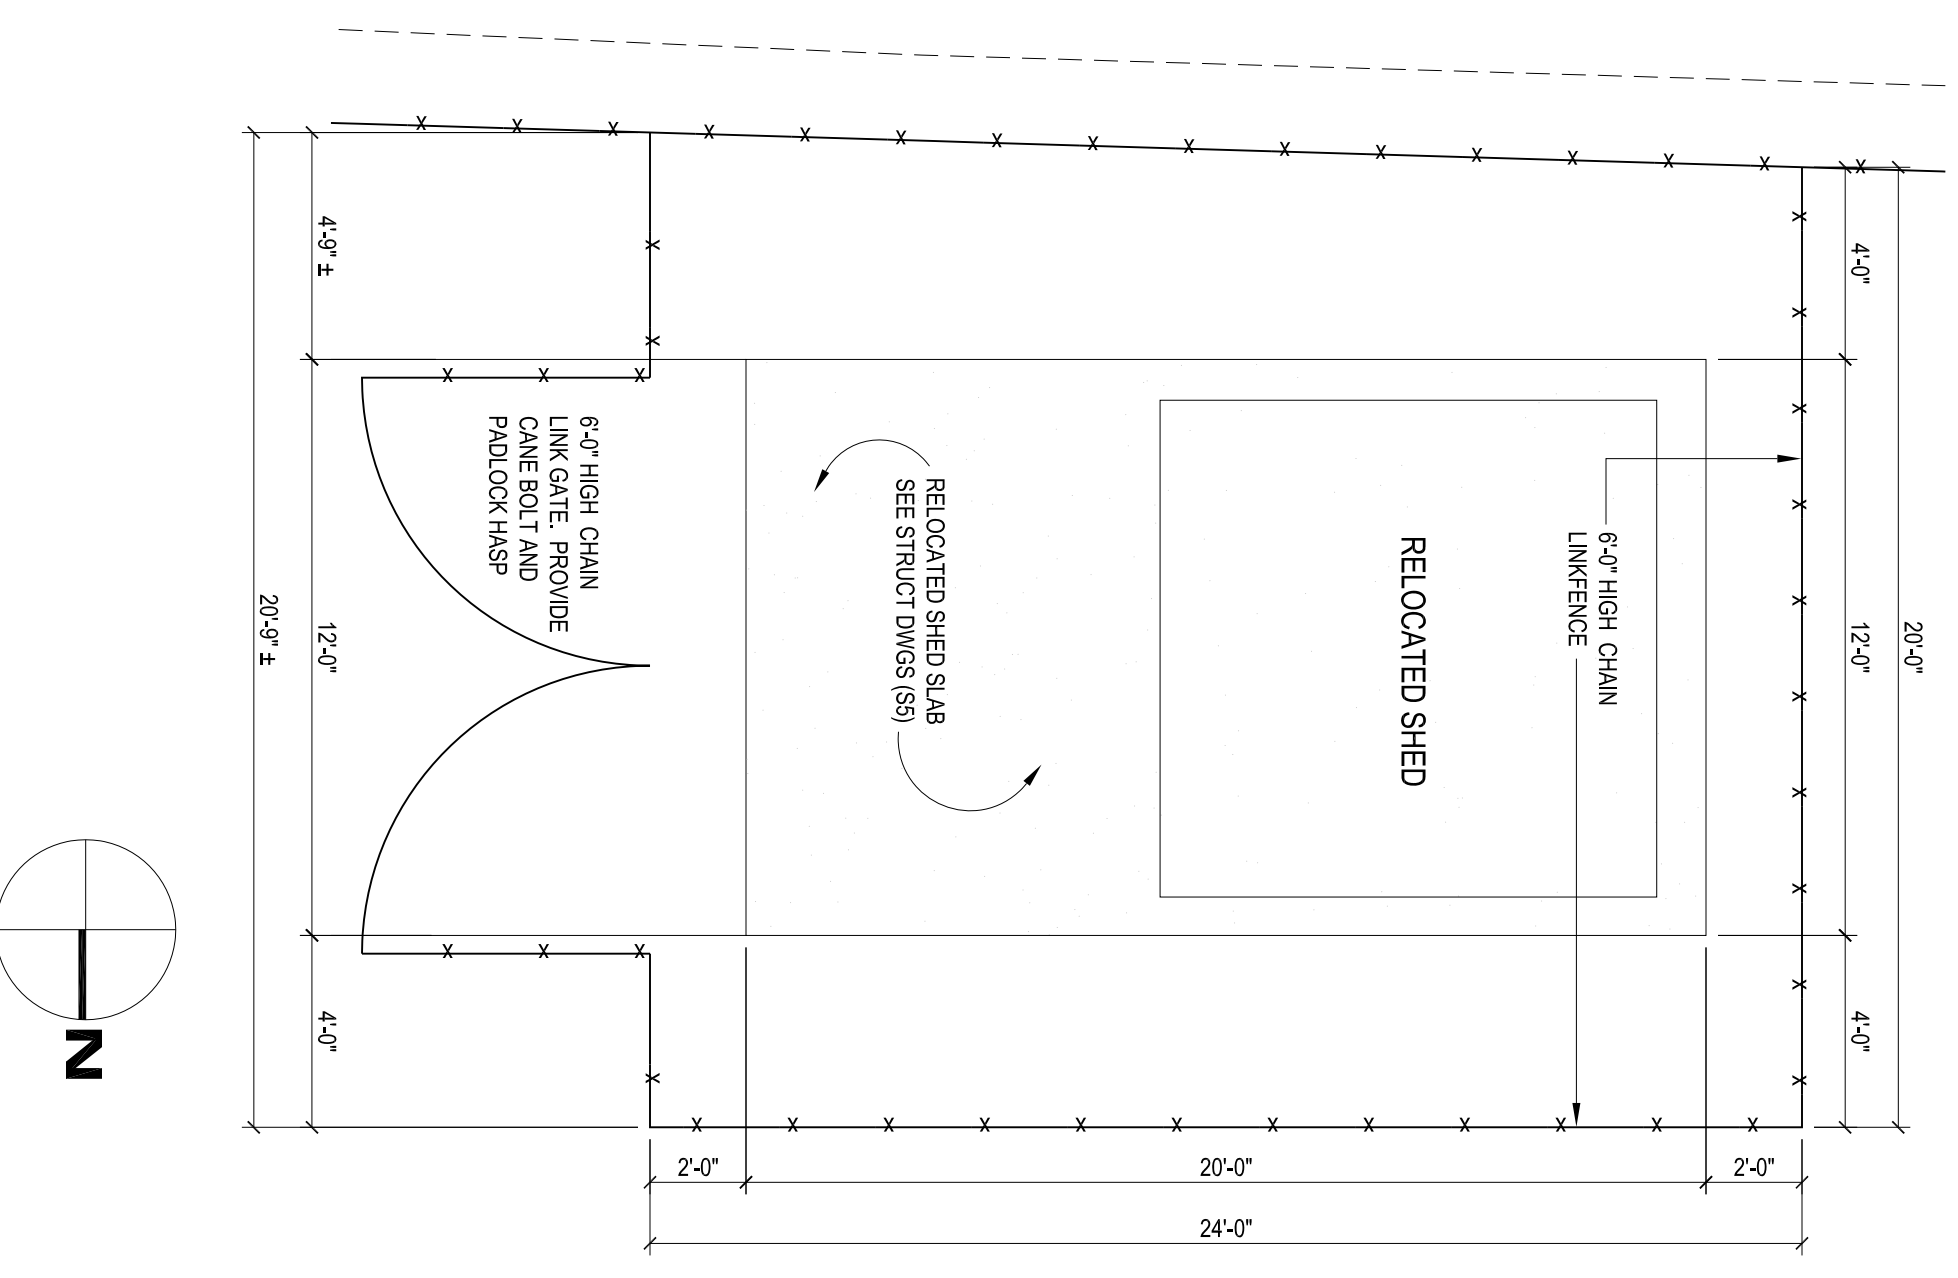 4'-9" ±
12'-0"
4'-0"
20'-9" ±
6'-0" HIGH CHAIN
LINK GATE. PROVIDE
CANE BOLT AND
PADLOCK HASP
RELOCATED SHED SLAB
SEE STRUCT DWGS (S5)
RELOCATED SHED
6'-0" HIGH CHAIN
LINKFENCE
4'-0"
12'-0"
4'-0"
20'-0"
2'-0"
20'-0"
2'-0"
24'-0"
N